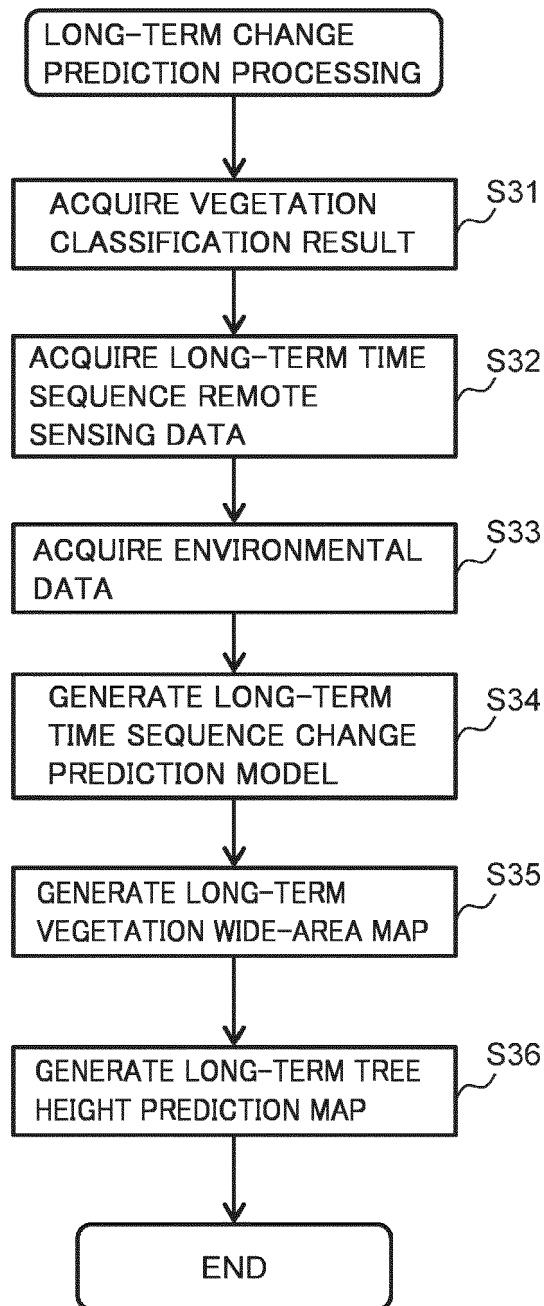 LONG-TERM CHANGE
PREDICTION PROCESSING
S31
ACQUIRE VEGETATION
CLASSIFICATION RESULT
S32
ACQUIRE LONG-TERM TIME
SEQUENCE REMOTE
SENSING DATA
S33
ACQUIRE ENVIRONMENTAL
DATA
S34
GENERATE LONG-TERM
TIME SEQUENCE CHANGE
PREDICTION MODEL
S35
GENERATE LONG-TERM
VEGETATION WIDE-AREA MAP
S36
GENERATE LONG-TERM TREE
HEIGHT PREDICTION MAP
END